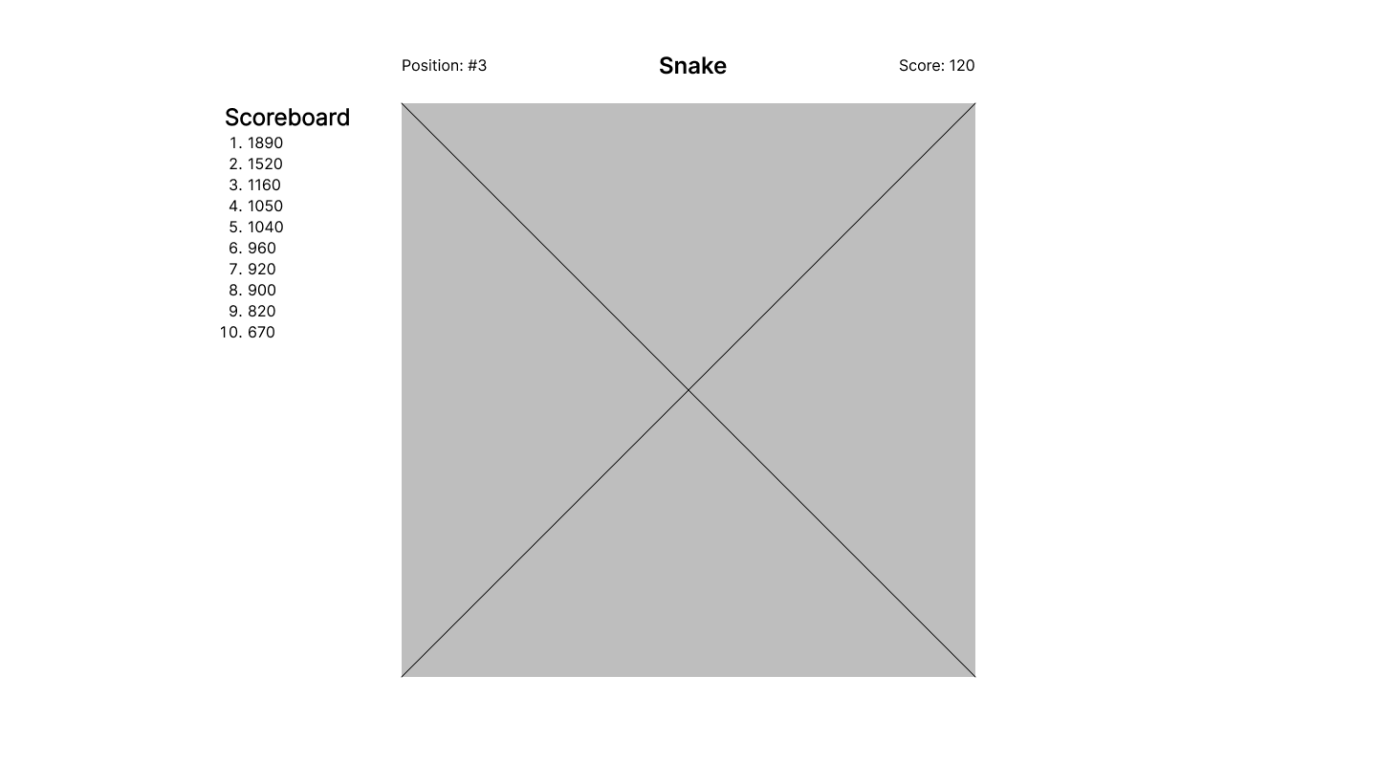 Position: #3
Snake
Score: 120
Scoreboard
1. 1890
2. 1520
3. 1160
4. 1050
5. 1040
6. 960
7. 920
8. 900
9. 820
10. 670